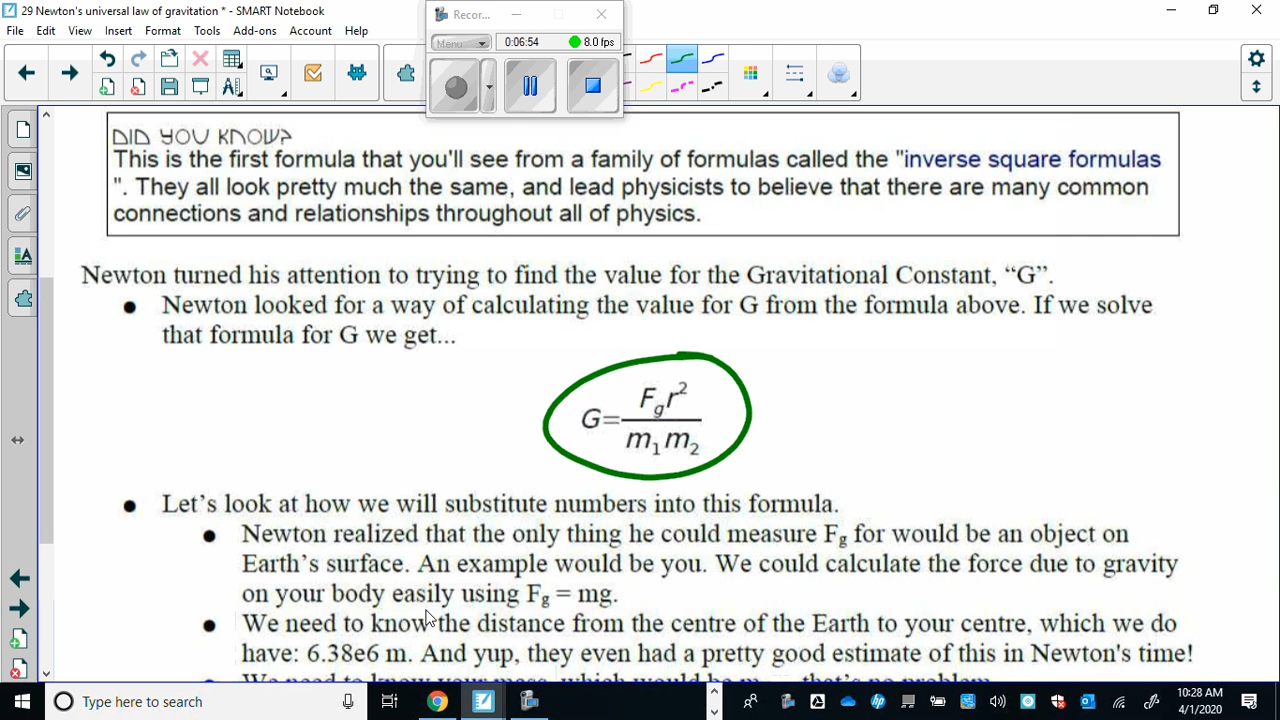 29 Newton's universal law of gravitation * - SMART Notebook
Recor...
File Edit View Insert Format Tools Add-ons Account Help
Menu 0:06:54 8.0 fps
DID YOU KNOW?
This is the first formula that you'll see from a family of formulas called the "inverse square formulas
". They all look pretty much the same, and lead physicists to believe that there are many common
connections and relationships throughout all of physics.
Newton turned his attention to trying to find the value for the Gravitational Constant, “G”.
● Newton looked for a way of calculating the value for G from the formula above. If we solve
that formula for G we get...
G= F_g r² / m₁ m₂
● Let’s look at how we will substitute numbers into this formula.
● Newton realized that the only thing he could measure F_g for would be an object on
Earth’s surface. An example would be you. We could calculate the force due to gravity
on your body easily using F_g = mg.
● We need to know the distance from the centre of the Earth to your centre, which we do
have: 6.38e6 m. And yup, they even had a pretty good estimate of this in Newton's time!
Type here to search
10:28 AM
4/1/2020